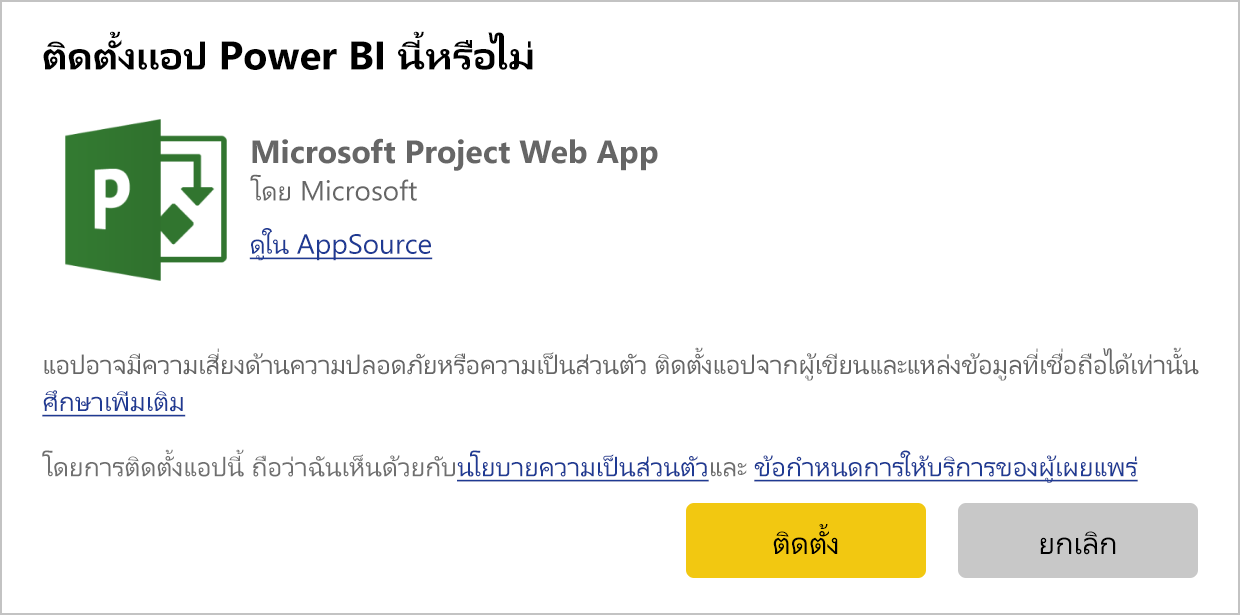 ติดตั้งแอป Power BI นี้หรือไม่
P
Microsoft Project Web App
โดย Microsoft
ดูใน AppSource
แอปอาจมีความเสี่ยงด้านความปลอดภัยหรือความเป็นส่วนตัว ติดตั้งแอปจากผู้เขียนและแหล่งข้อมูลที่เชื่อถือได้เท่านั้น
ศึกษาเพิ่มเติม
โดยการติดตั้งแอปนี้ ถือว่าฉันเห็นด้วยกับนโยบายความเป็นส่วนตัวและ ข้อกำหนดการให้บริการของผู้เผยแพร่
ติดตั้ง
ยกเลิก